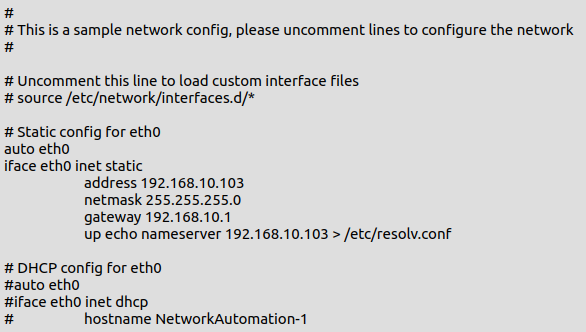 #
# This is a sample network config, please uncomment lines to configure the network
#
# Uncomment this line to load custom interface files
# source /etc/network/interfaces.d/*
# Static config for eth0
auto eth0
iface eth0 inet static
address 192.168.10.103
netmask 255.255.255.0
gateway 192.168.10.1
up echo nameserver 192.168.10.103 > /etc/resolv.conf
# DHCP config for eth0
#auto eth0
#iface eth0 inet dhcp
# hostname NetworkAutomation-1